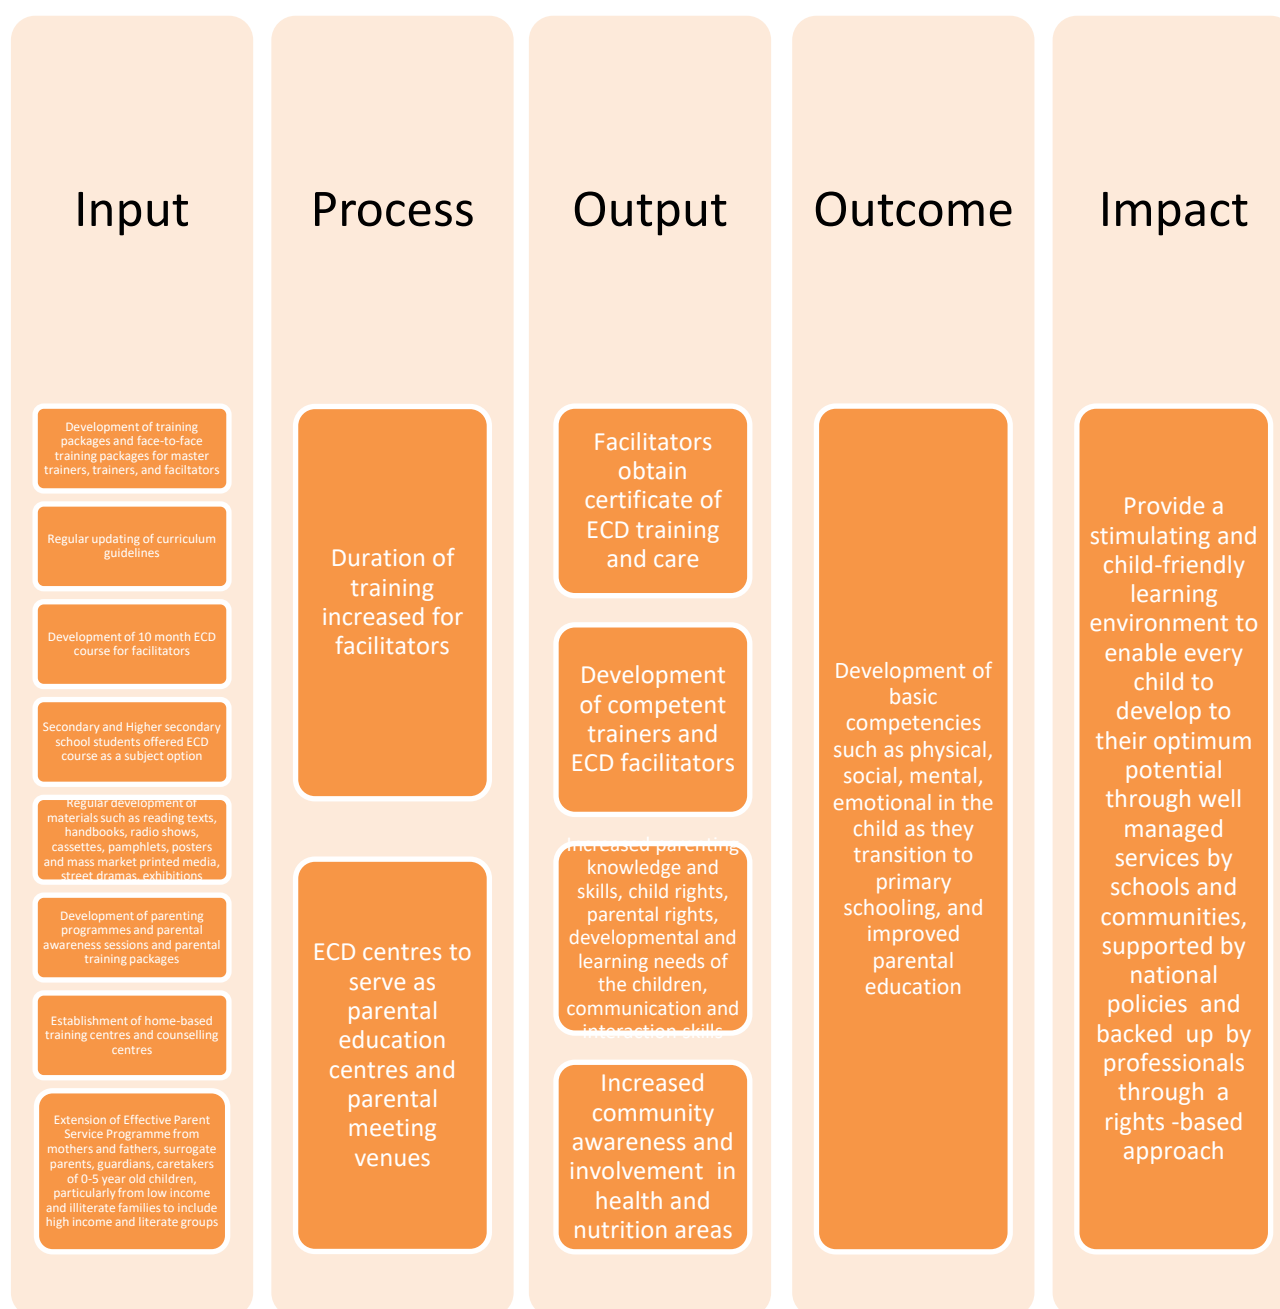 Input
Development of training
packages and face-to-face
training packages for master
trainers, trainers, and faciltators
Regular updating of curriculum
guidelines
Development of 10 month ECD
course for facilitators
Secondary and Higher secondary
school students offered ECD
course as a subject option
Regular development of
materials such as reading texts,
handbooks, radio shows,
cassettes, pamphlets, posters
and mass market printed media,
street dramas, exhibitions
Development of parenting
programmes and parental
awareness sessions and parental
training packages
Establishment of home-based
training centres and counselling
centres
Extension of Effective Parent
Service Programme from
mothers and fathers, surrogate
parents, guardians, caretakers
of 0-5 year old children,
particularly from low income
and illiterate families to include
high income and literate groups
Process
Duration of
training
increased for
facilitators
ECD centres to
serve as
parental
education
centres and
parental
meeting
venues
Output
Facilitators
obtain
certificate of
ECD training
and care
Development
of competent
trainers and
ECD facilitators
Increased parenting
knowledge and
skills, child rights,
parental rights,
developmental and
learning needs of
the children,
communication and
interaction skills
Increased
community
awareness and
involvement in
health and
nutrition areas
Outcome
Development of
basic
competencies
such as physical,
social, mental,
emotional in the
child as they
transition to
primary
schooling, and
improved
parental
education
Impact
Provide a
stimulating and
child-friendly
learning
environment to
enable every
child to
develop to
their optimum
potential
through well
managed
services by
schools and
communities,
supported by
national
policies and
backed up by
professionals
through a
rights -based
approach